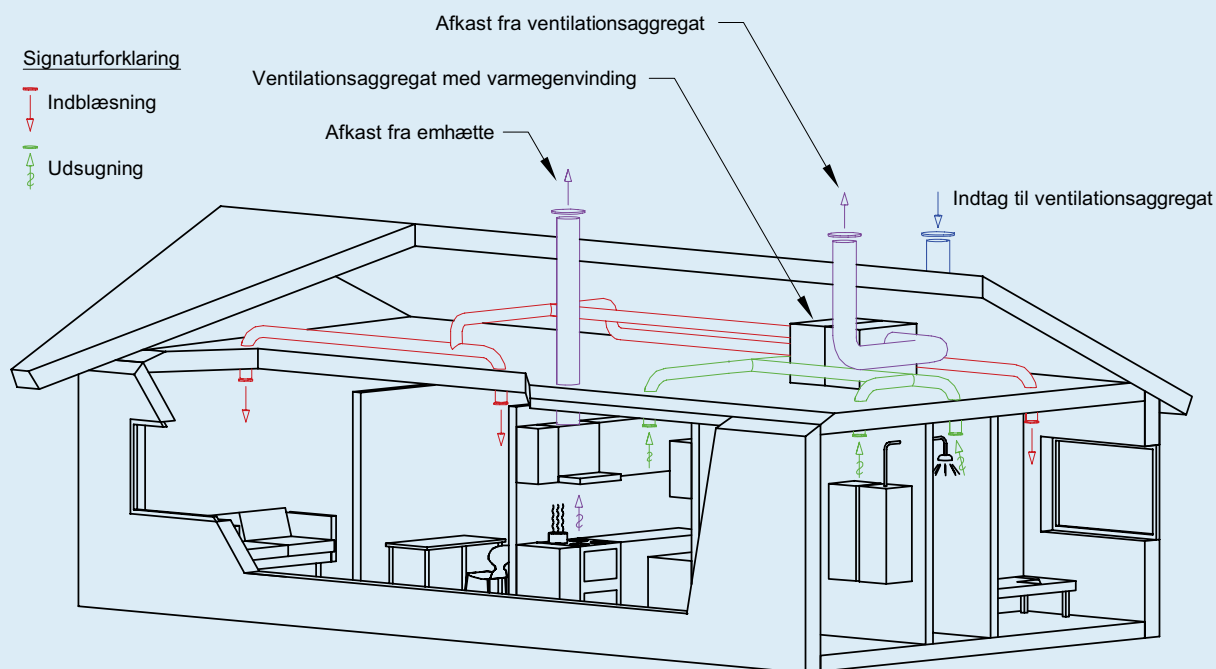 Afkast fra ventilationsaggregat
Signaturforklaring
Ventilationsaggregat med varmegenvinding
Indblæsning
Afkast fra emhætte
Udsugning
Indtag til ventilationsaggregat